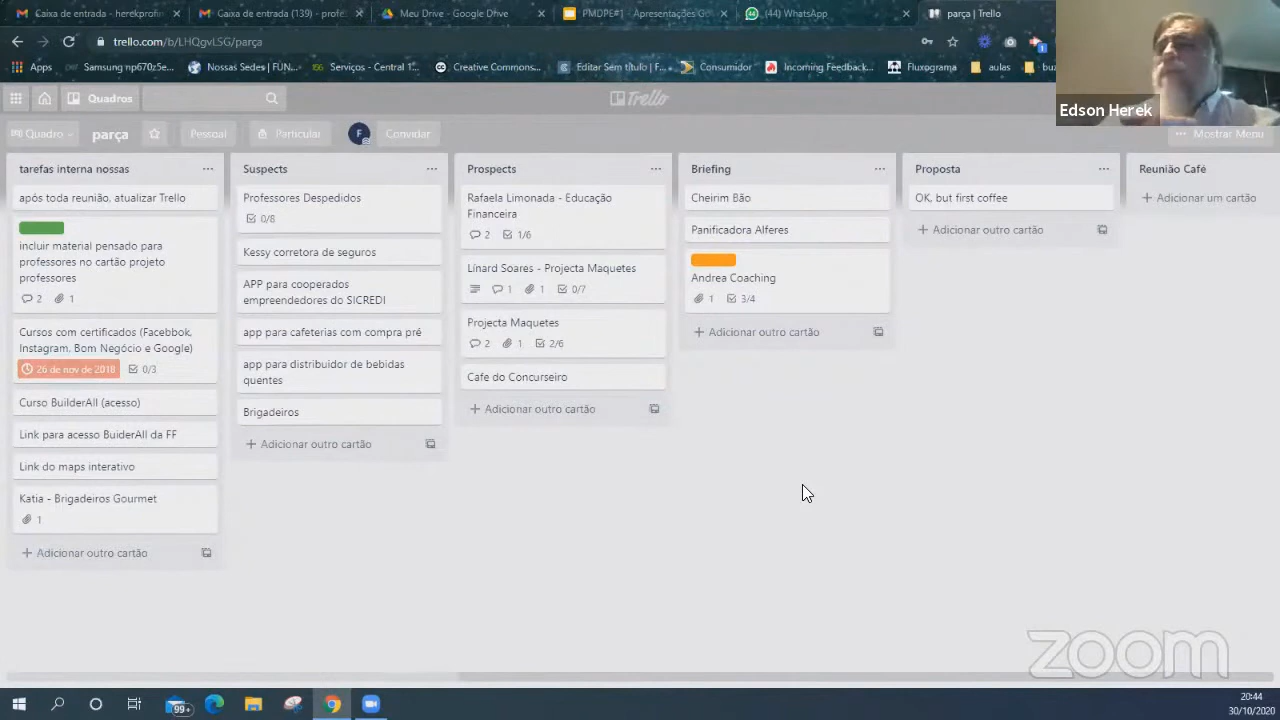 Caixa de entrada - herekprofi
Caixa de entrada (139) - profe
Meu Drive - Google Drive
PMDPE#1 - Apresentações Go
(44) WhatsApp
parça | Trello
trello.com/b/LHQgvLSG/parça
Apps
Samsung np670z5e...
Nossas Sedes | FUN...
Serviços - Central 1...
Creative Commons...
Editar Sem título | F...
Consumidor
Incoming Feedback...
Fluxograma
aulas
Edson Herek
Quadros
Trello
Quadro
parça
Pessoal
Particular
F
Convidar
Mostrar Menu
tarefas interna nossas
após toda reunião, atualizar Trello
incluir material pensado para
professores no cartão projeto
professores
2 1
Cursos com certificados (Facebbok,
Instagram, Bom Negócio e Google)
26 de nov de 2018 0/3
Curso BuilderAll (acesso)
Link para acesso BuiderAll da FF
Link do maps interativo
Katia - Brigadeiros Gourmet
1
+ Adicionar outro cartão
Suspects
Professores Despedidos
0/8
Kessy corretora de seguros
APP para cooperados
empreendedores do SICREDI
app para cafeterias com compra pré
app para distribuidor de bebidas
quentes
Brigadeiros
+ Adicionar outro cartão
Prospects
Rafaela Limonada - Educação
Financeira
2 1/6
Línard Soares - Projecta Maquetes
1 1 0/7
Projecta Maquetes
2 1 2/6
Cafe do Concurseiro
+ Adicionar outro cartão
Briefing
Cheirim Bão
Panificadora Alferes
Andrea Coaching
1 3/4
+ Adicionar outro cartão
Proposta
OK, but first coffee
+ Adicionar outro cartão
Reunião Café
+ Adicionar um cartão
zoom
99+
20:44
30/10/2020